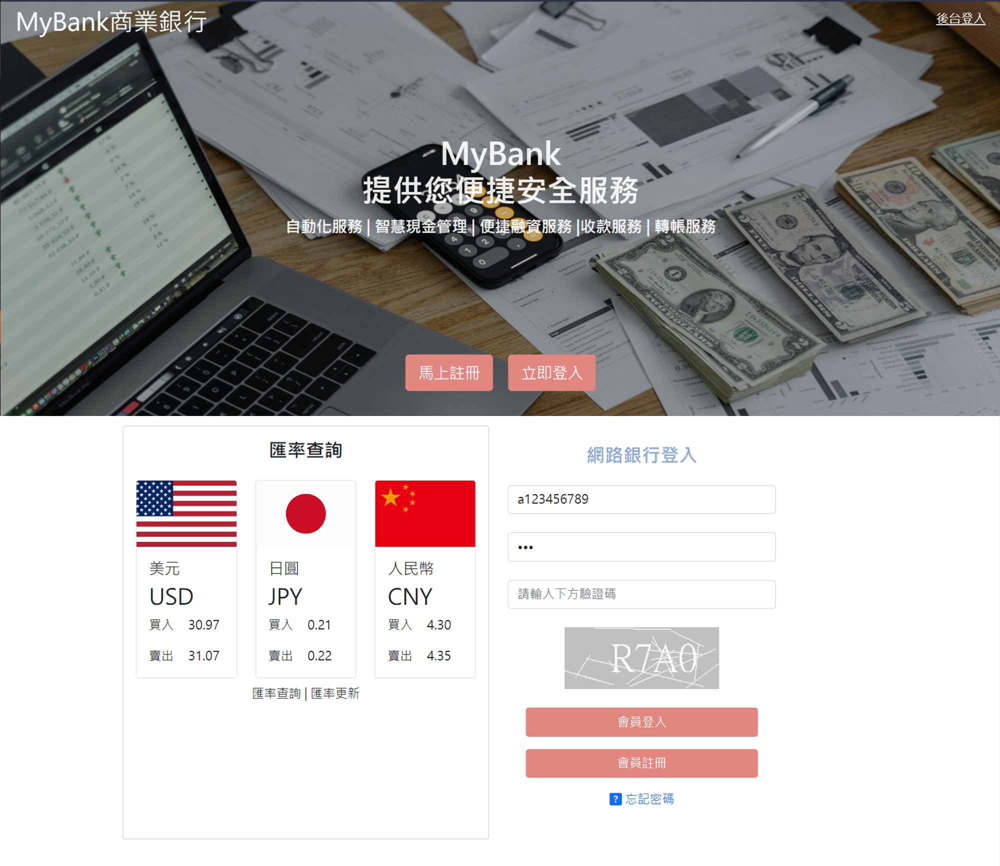 MyBank商業銀行
後台登入
MyBank
提供您便捷安全服務
自動化服務 | 智慧現金管理 | 便捷融資服務 |收款服務 | 轉帳服務
馬上註冊
立即登入
匯率查詢
美元
USD
買入 30.97
賣出 31.07
日圓
JPY
買入 0.21
賣出 0.22
人民幣
CNY
買入 4.30
賣出 4.35
匯率查詢 | 匯率更新
網路銀行登入
a123456789
•••
請輸入下方驗證碼
R7A0
會員登入
會員註冊
? 忘記密碼